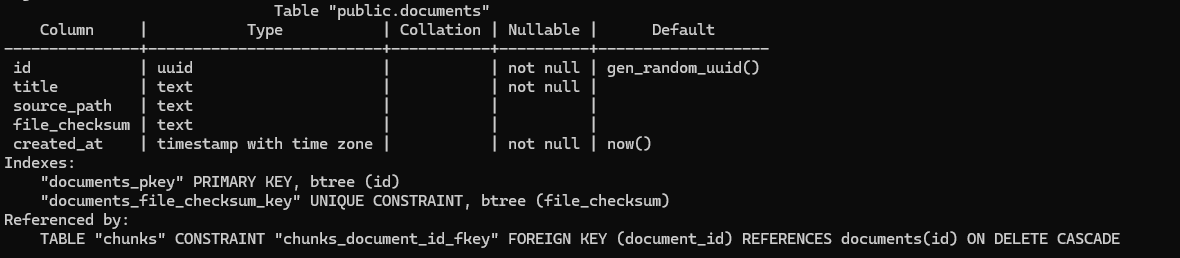 Table "public.documents"
    Column     |           Type           | Collation | Nullable |      Default
---------------+--------------------------+-----------+----------+-------------------
 id            | uuid                     |           | not null | gen_random_uuid()
 title         | text                     |           | not null |
 source_path   | text                     |           |          |
 file_checksum | text                     |           |          |
 created_at    | timestamp with time zone |           | not null | now()
Indexes:
    "documents_pkey" PRIMARY KEY, btree (id)
    "documents_file_checksum_key" UNIQUE CONSTRAINT, btree (file_checksum)
Referenced by:
    TABLE "chunks" CONSTRAINT "chunks_document_id_fkey" FOREIGN KEY (document_id) REFERENCES documents(id) ON DELETE CASCADE